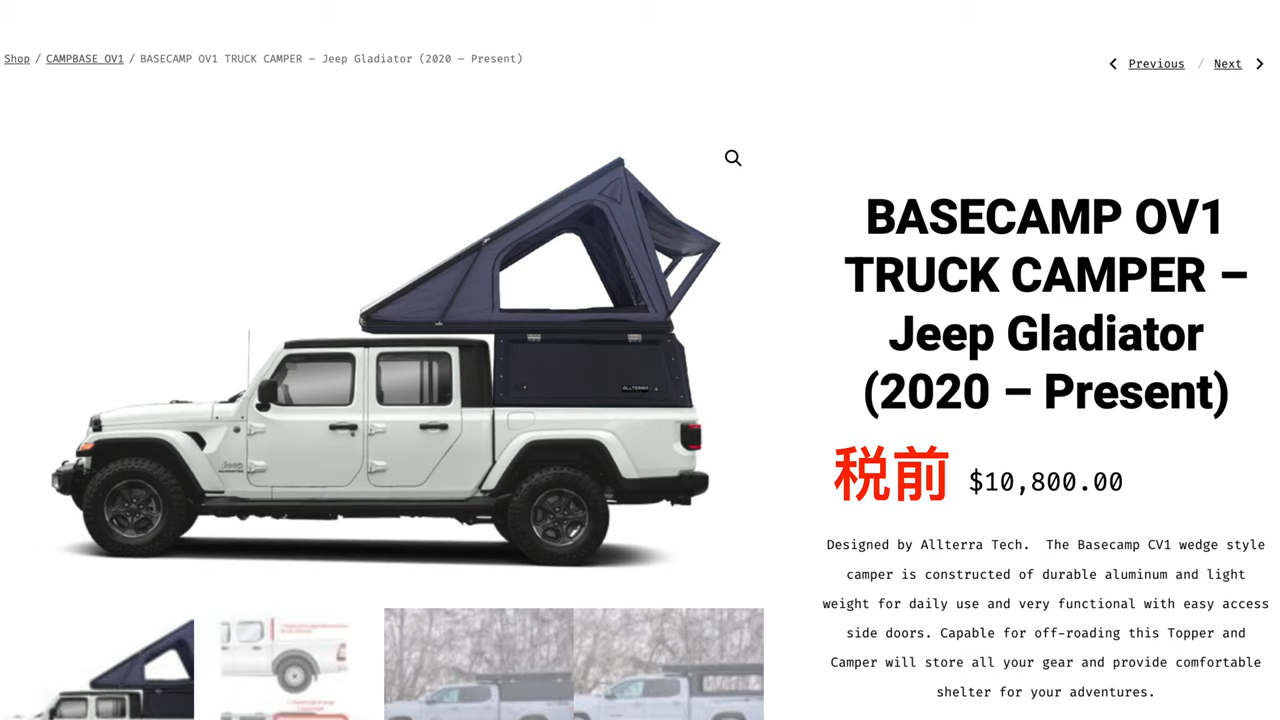 Shop / CAMPBASE OV1 / BASECAMP OV1 TRUCK CAMPER – Jeep Gladiator (2020 – Present)
Previous / Next
BASECAMP OV1
TRUCK CAMPER –
Jeep Gladiator
(2020 – Present)
税前 $10,800.00
Designed by Allterra Tech. The Basecamp CV1 wedge style
camper is constructed of durable aluminum and light
weight for daily use and very functional with easy access
side doors. Capable for off-roading this Topper and
Camper will store all your gear and provide comfortable
shelter for your adventures.
ALLTERRA
Jeep